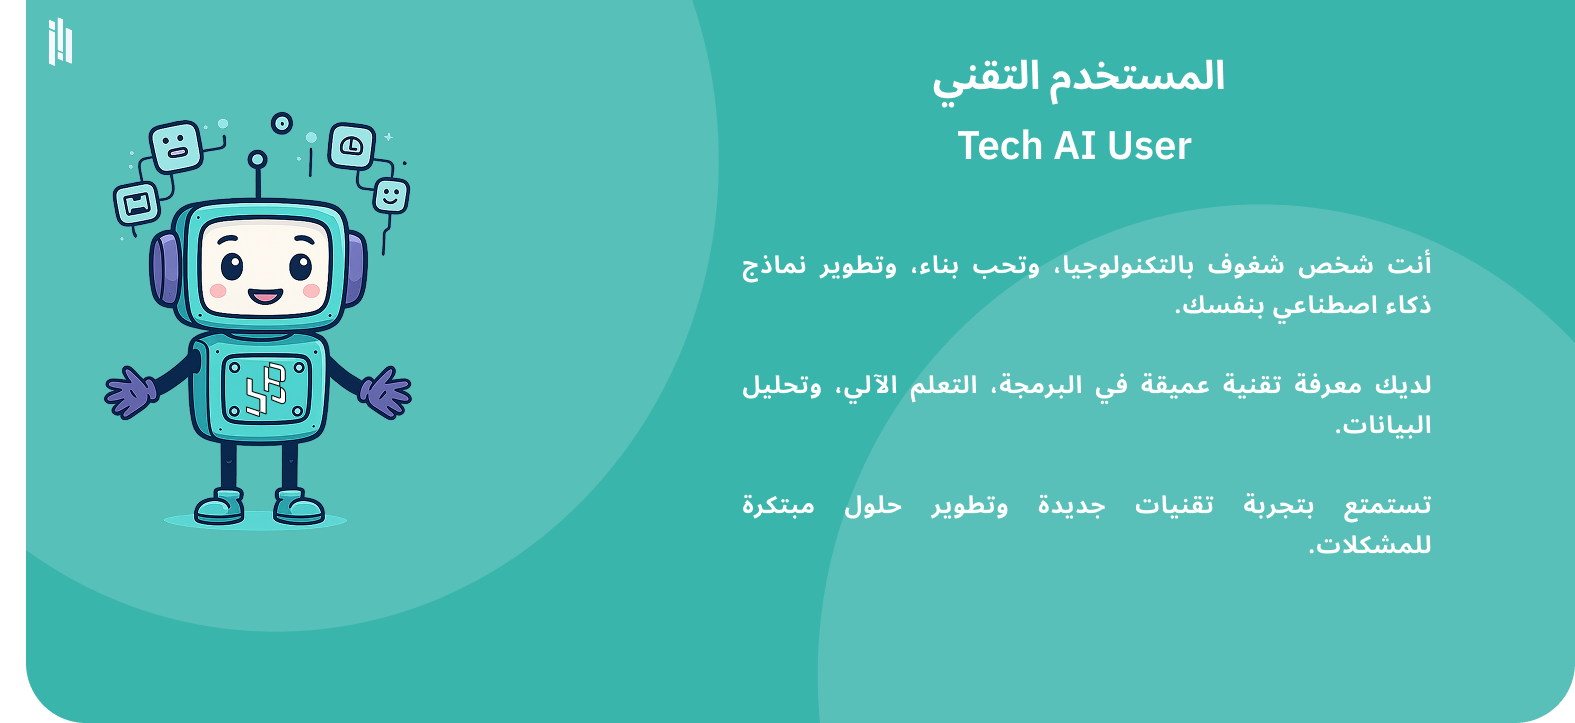 المستخدم التقني
Tech AI User
أنت شخص شغوف بالتكنولوجيا، وتحب بناء، وتطوير نماذج
ذكاء اصطناعي بنفسك.
لديك معرفة تقنية عميقة في البرمجة، التعلم الآلي، وتحليل
البيانات.
تستمتع بتجربة تقنيات جديدة وتطوير حلول مبتكرة
للمشكلات.